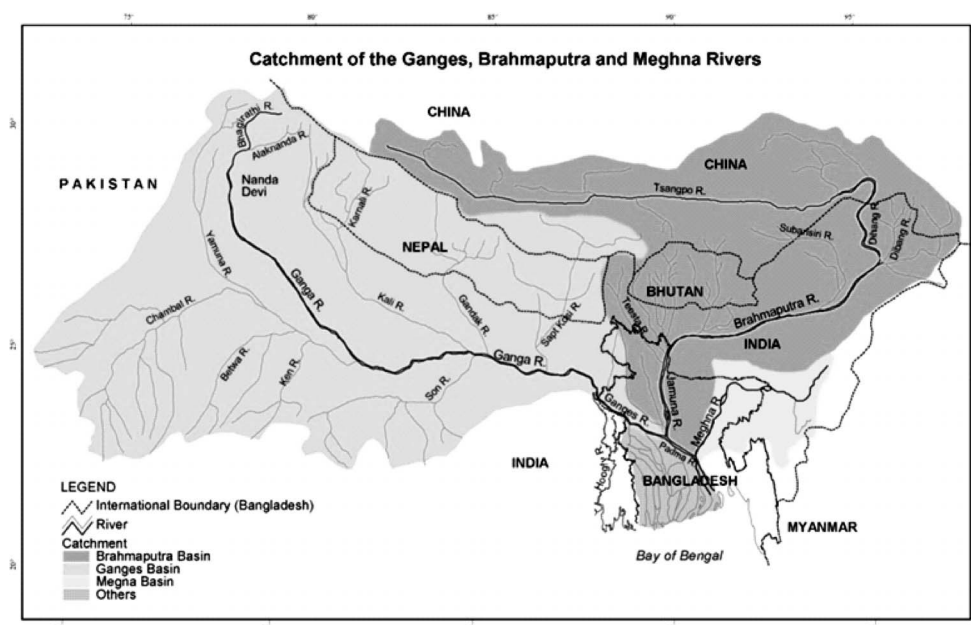 75°
80°
85°
90°
95°
Catchment of the Ganges, Brahmaputra and Meghna Rivers
30°
25°
20°
CHINA
CHINA
PAKISTAN
Bhagirathi R.
Alaknanda R.
Nanda
Devi
Karnali R.
NEPAL
Tsangpo R.
Subansiri R.
Dihang R.
Dibang R.
Yamuna R.
Ganga R.
Kali R.
Gandak R.
Sapt Kosi R.
Teesta R.
BHUTAN
Brahmaputra R.
INDIA
Chambal R.
Betwa R.
Ken R.
Son R.
Ganga R.
Ganges R.
Jamuna R.
Meghna R.
Padma R.
Hooghly R.
INDIA
BANGLADESH
MYANMAR
Bay of Bengal
LEGEND
International Boundary (Bangladesh)
River
Catchment
Brahmaputra Basin
Ganges Basin
Megna Basin
Others